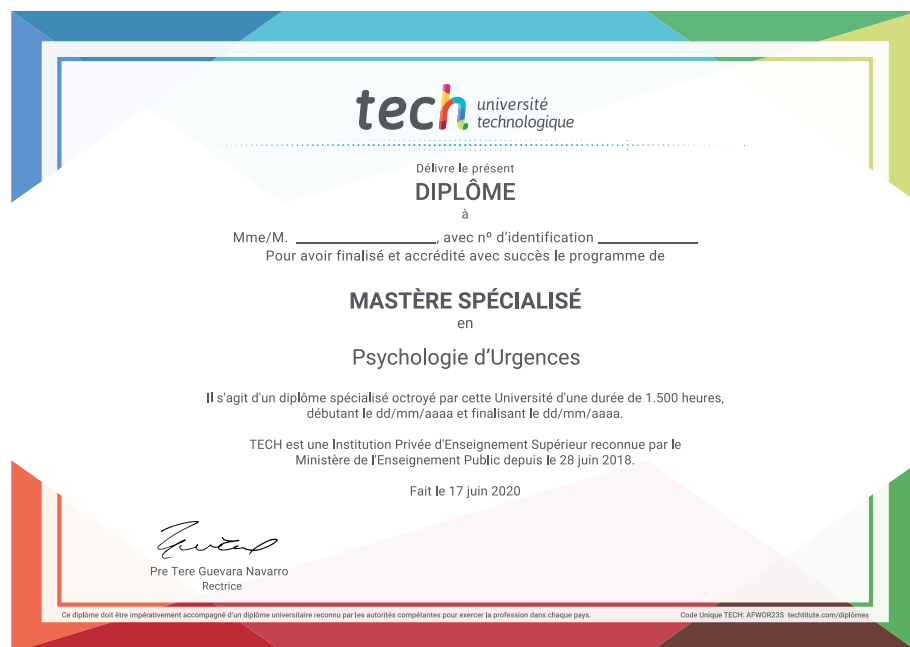 tech université
technologique
Délivre le présent
DIPLÔME
à
Mme/M. ____________, avec nº d'identification ____________
Pour avoir finalisé et accrédité avec succès le programme de
MASTÈRE SPÉCIALISÉ
en
Psychologie d'Urgences
Il s'agit d'un diplôme spécialisé octroyé par cette Université d'une durée de 1.500 heures,
débutant le dd/mm/aaaa et finalisant le dd/mm/aaaa.
TECH est une Institution Privée d'Enseignement Supérieur reconnue par le
Ministère de l'Enseignement Public depuis le 28 juin 2018.
Fait le 17 juin 2020
Pre Tere Guevara Navarro
Rectrice
Ce diplôme doit être impérativement accompagné d'un diplôme universitaire reconnu par les autorités compétantes pour exercer la profession dans chaque pays.
Code Unique TECH: AFWOR23S techtitute.com/diplômes